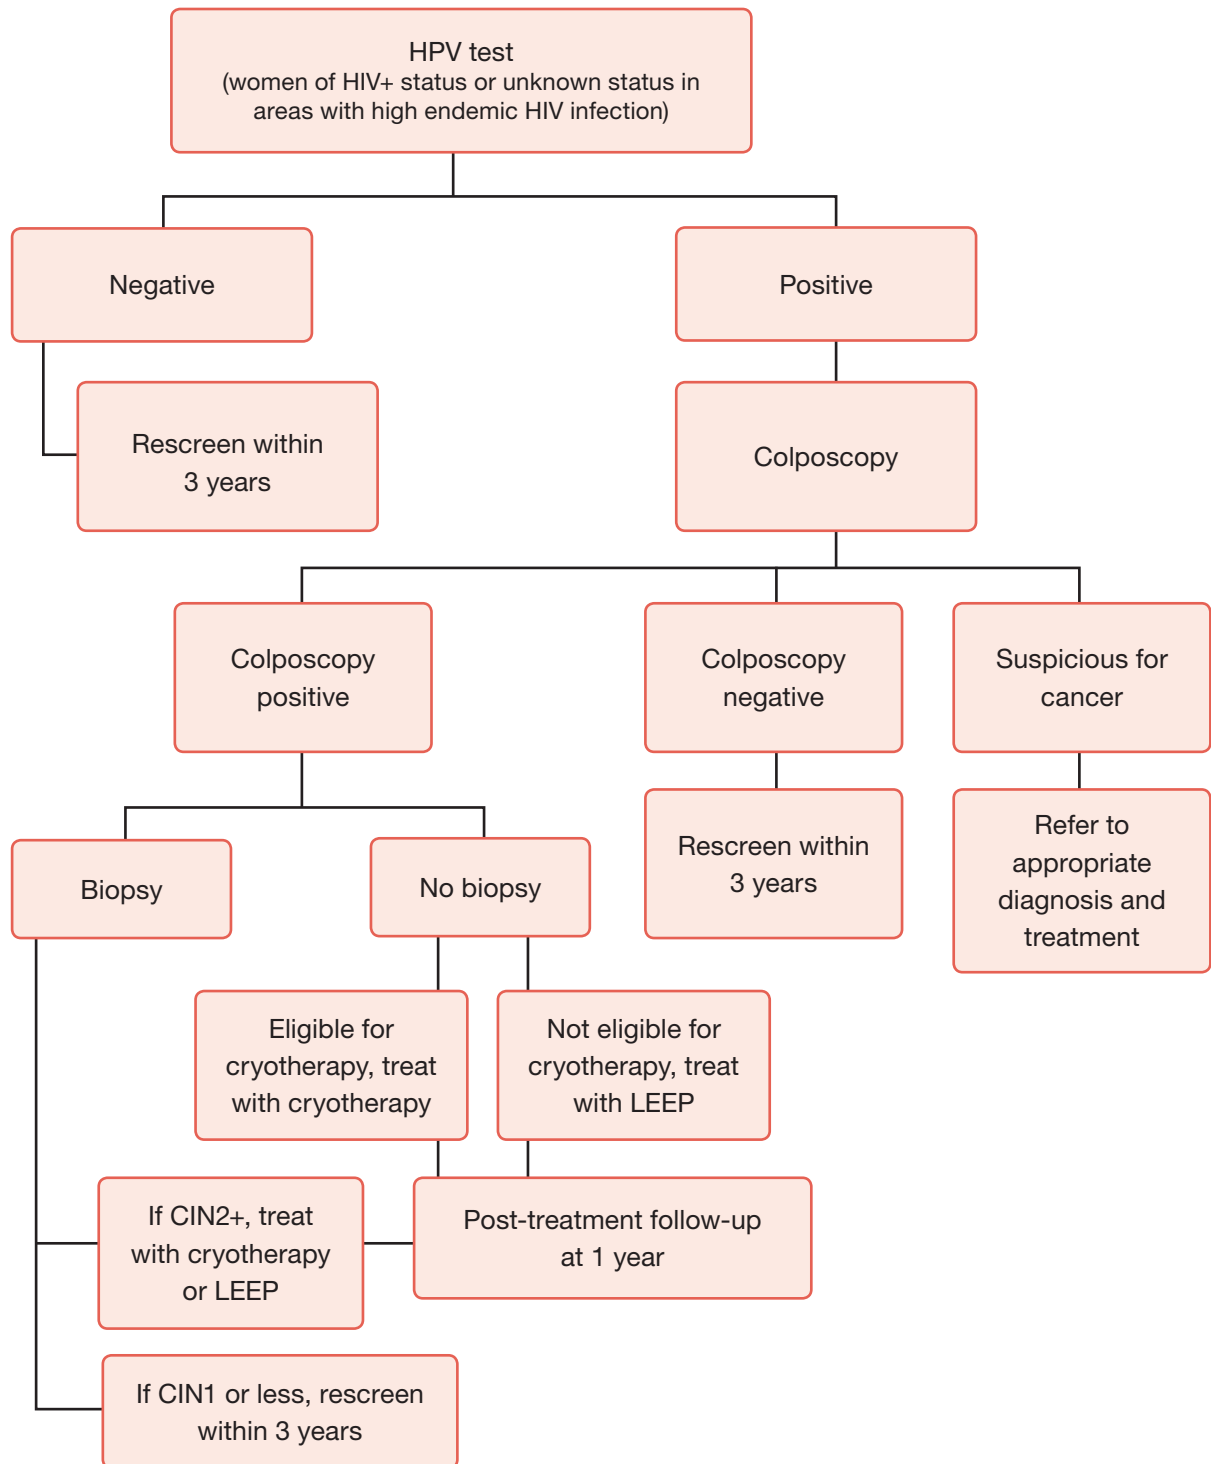 HPV test
(women of HIV+ status or unknown status in
areas with high endemic HIV infection)
Negative
Positive
Rescreen within
3 years
Colposcopy
Colposcopy
positive
Colposcopy
negative
Suspicious for
cancer
Biopsy
No biopsy
Rescreen within
3 years
Refer to
appropriate
diagnosis and
treatment
Eligible for
cryotherapy, treat
with cryotherapy
Not eligible for
cryotherapy, treat
with LEEP
If CIN2+, treat
with cryotherapy
or LEEP
Post-treatment follow-up
at 1 year
If CIN1 or less, rescreen
within 3 years